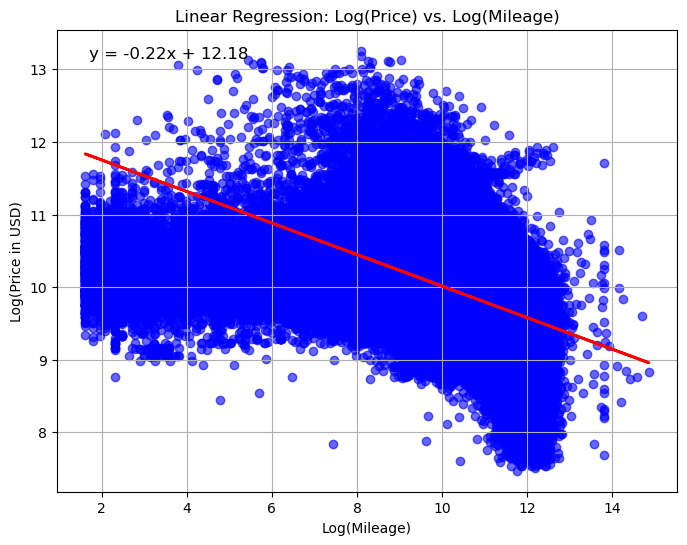 Linear Regression: Log(Price) vs. Log(Mileage)
y = -0.22x + 12.18
13
12
11
10
9
8
Log(Price in USD)
2 4 6 8 10 12 14
Log(Mileage)